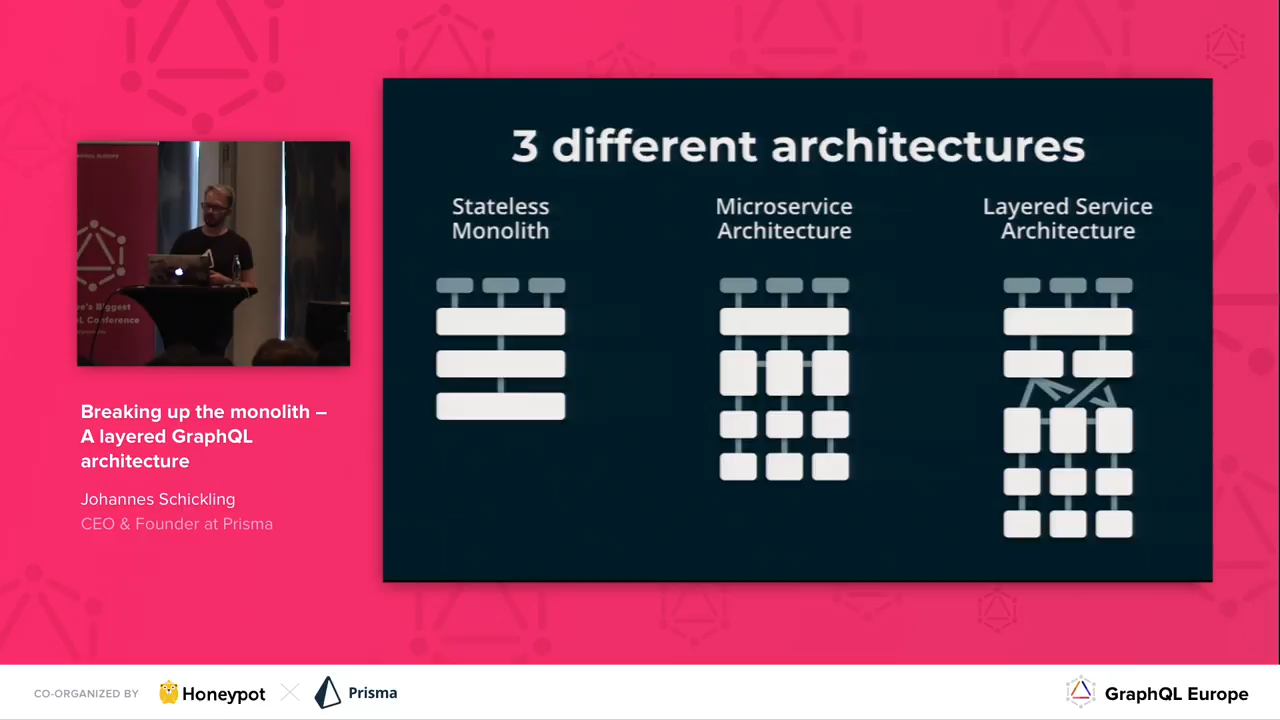 3 different architectures
Stateless
Monolith
Microservice
Architecture
Layered Service
Architecture
Breaking up the monolith –
A layered GraphQL
architecture
Johannes Schickling
CEO & Founder at Prisma
CO-ORGANIZED BY
Honeypot
Prisma
GraphQL Europe